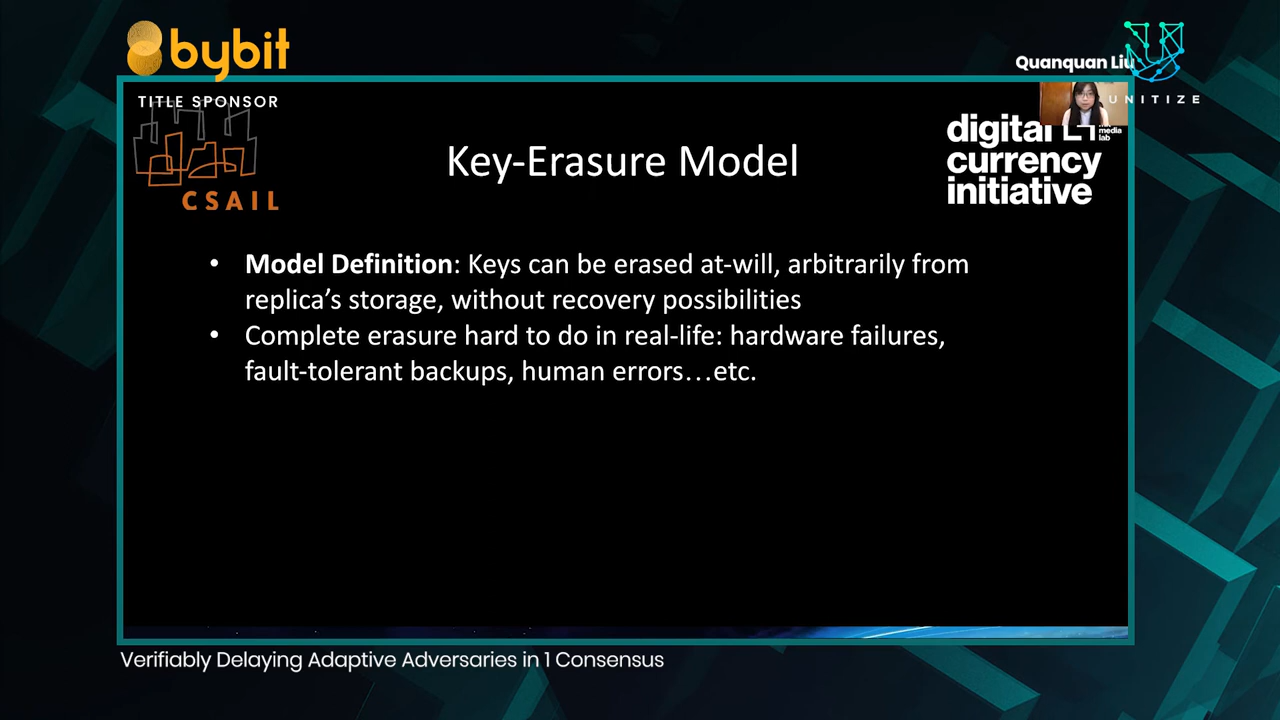 bybit
Quanquan Liu
TITLE SPONSOR
UNITIZE
CSAIL
digital
currency
initiative
media
lab
Key-Erasure Model
• Model Definition: Keys can be erased at-will, arbitrarily from
replica's storage, without recovery possibilities
• Complete erasure hard to do in real-life: hardware failures,
fault-tolerant backups, human errors…etc.
Verifiably Delaying Adaptive Adversaries in 1 Consensus